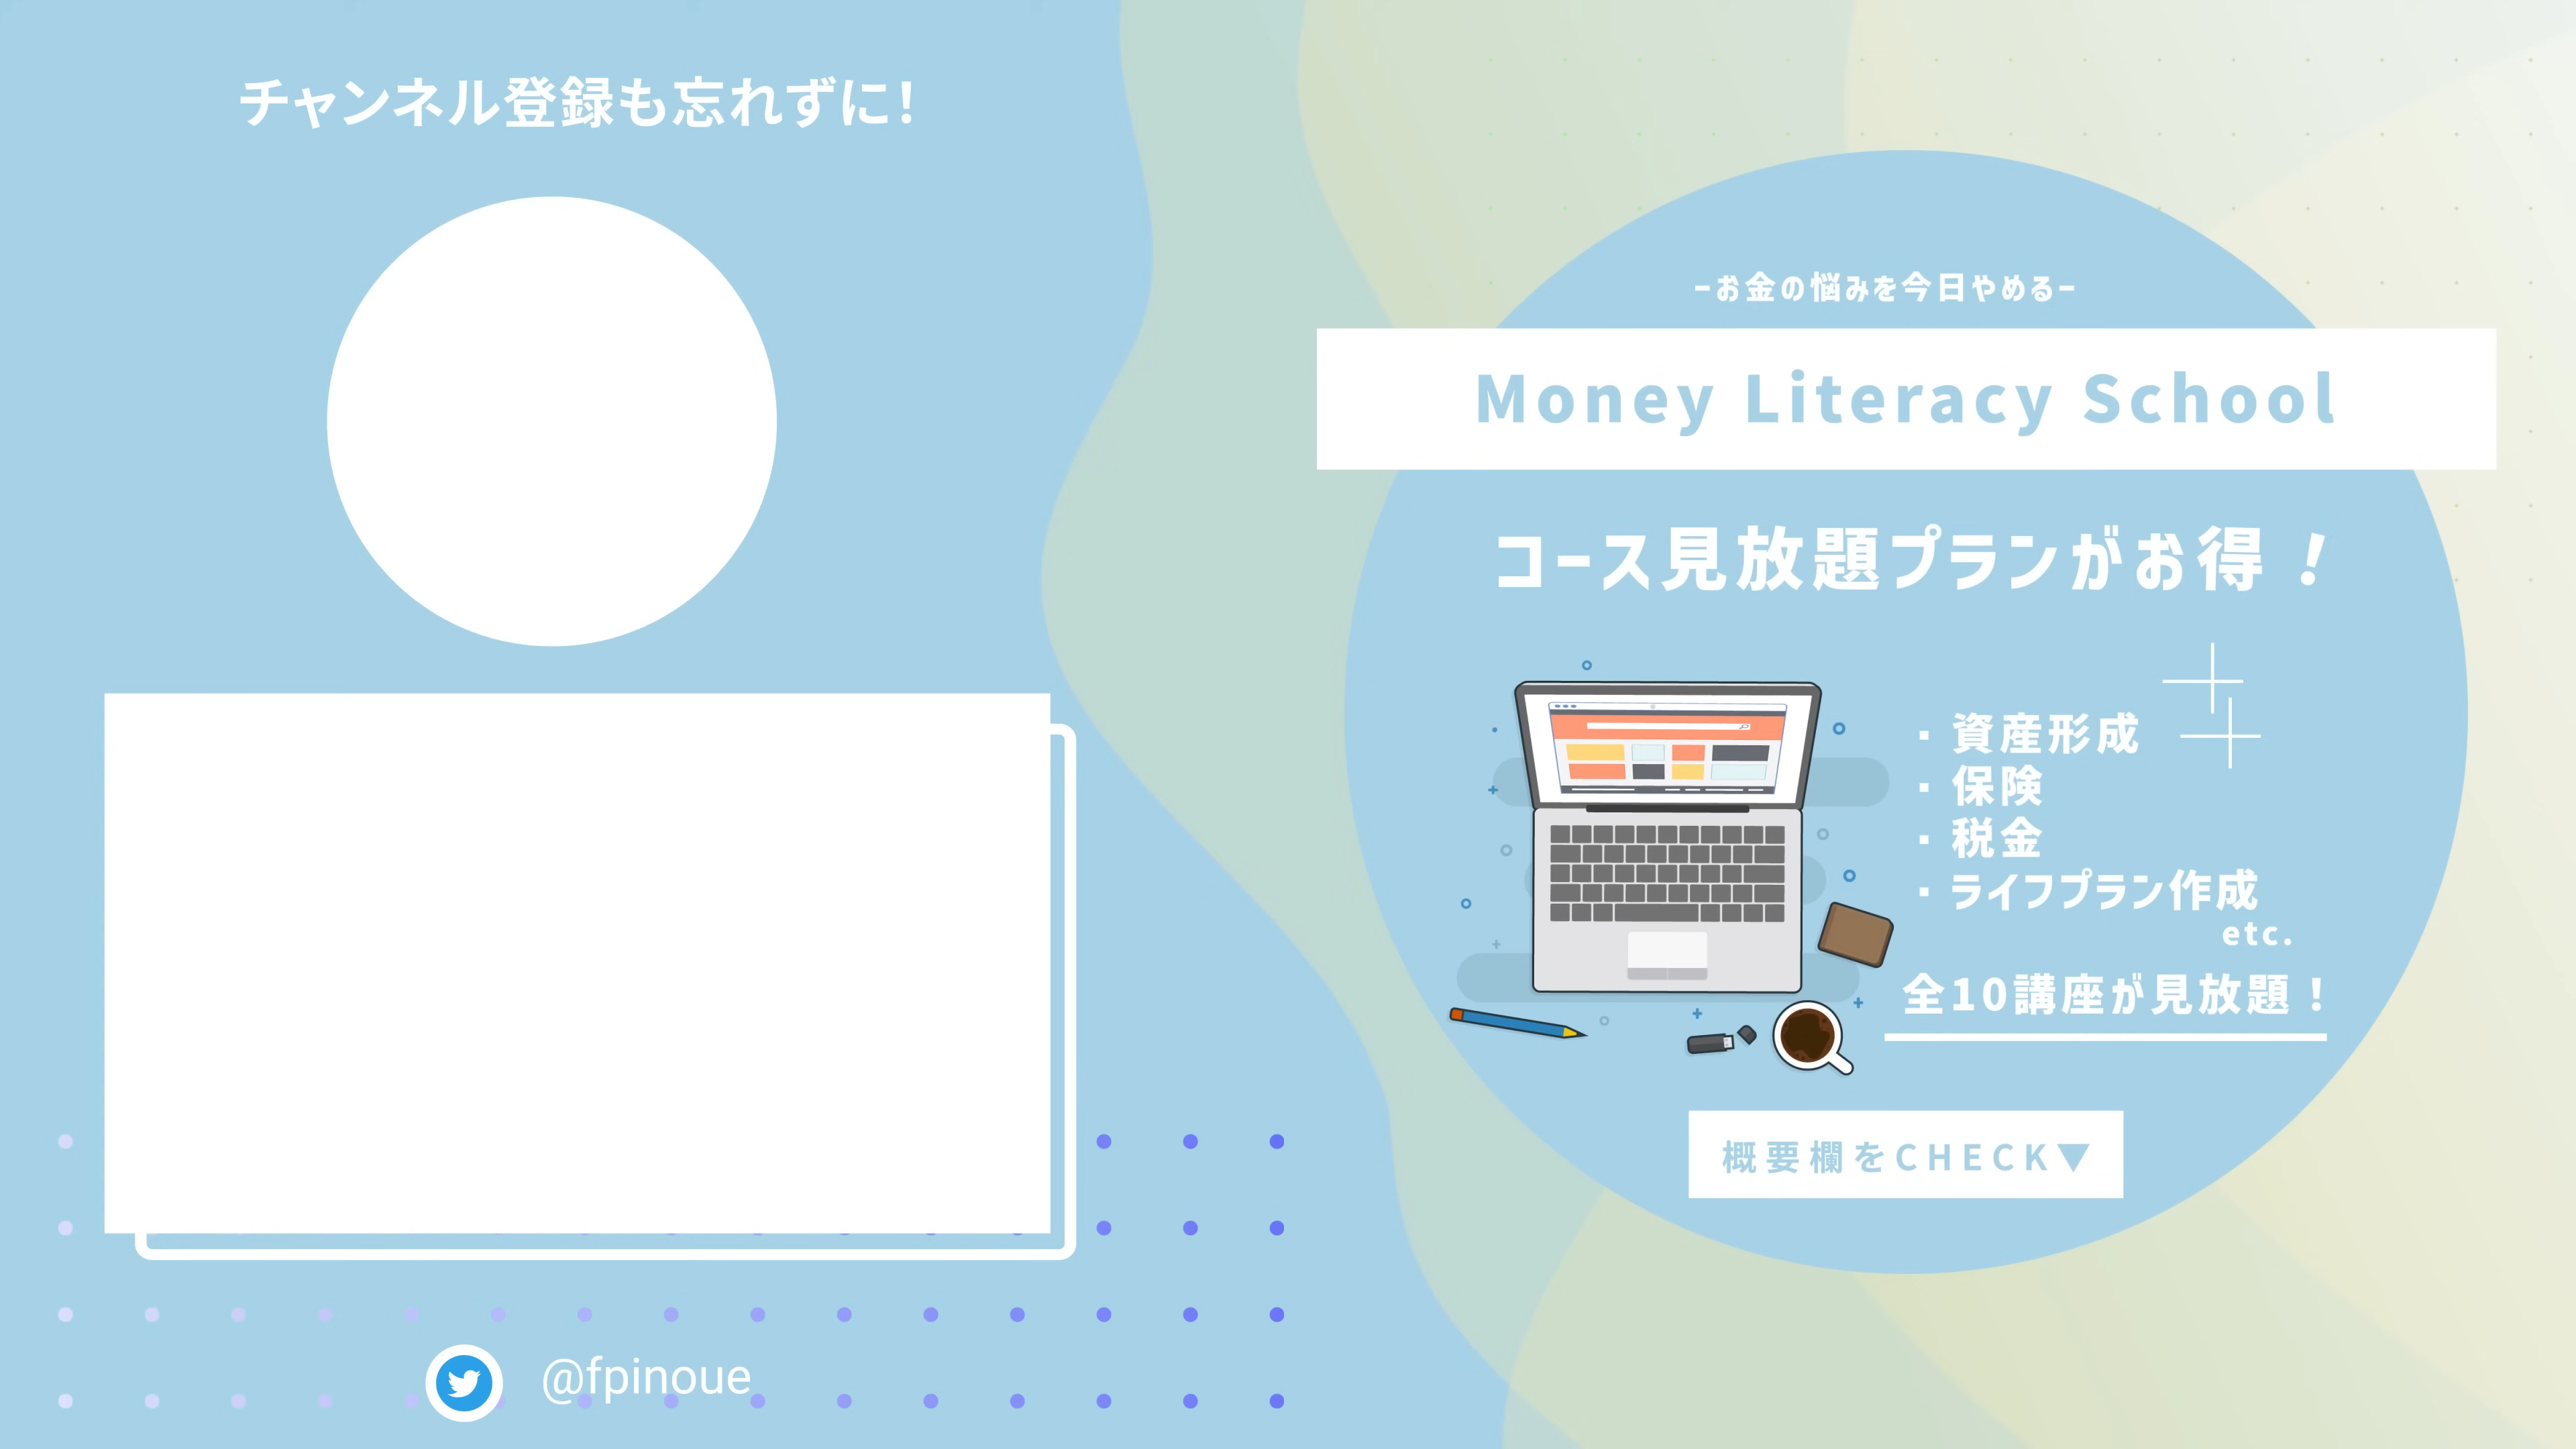 チャンネル登録も忘れずに！
@fpinoue
-お金の悩みを今日やめる-
Money Literacy School
コース見放題プランがお得！
・資産形成
・保険
・税金
・ライフプラン作成
etc.
全10講座が見放題！
概要欄をCHECK▼